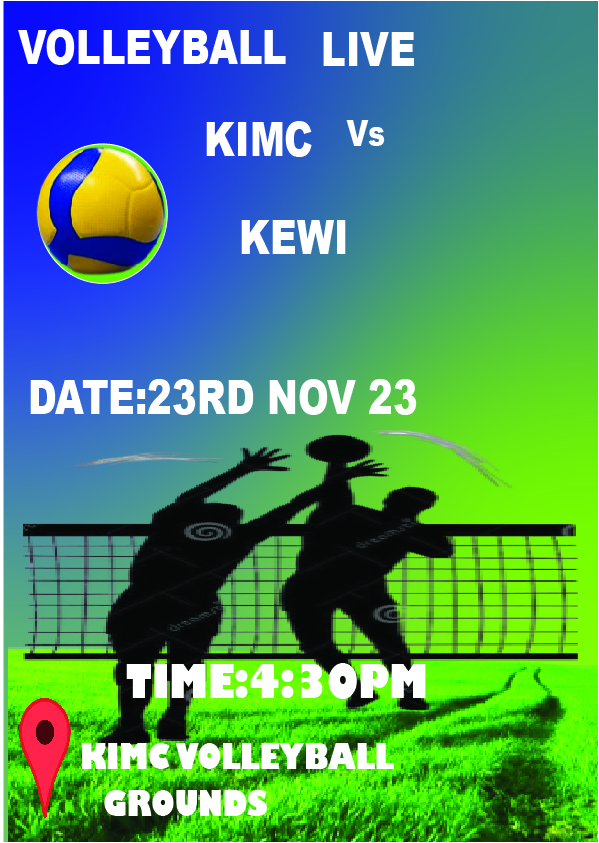 VOLLEYBALL LIVE
KIMC Vs
KEWI
DATE:23RD NOV 23
TIME:4:30PM
KIMC VOLLEYBALL
GROUNDS